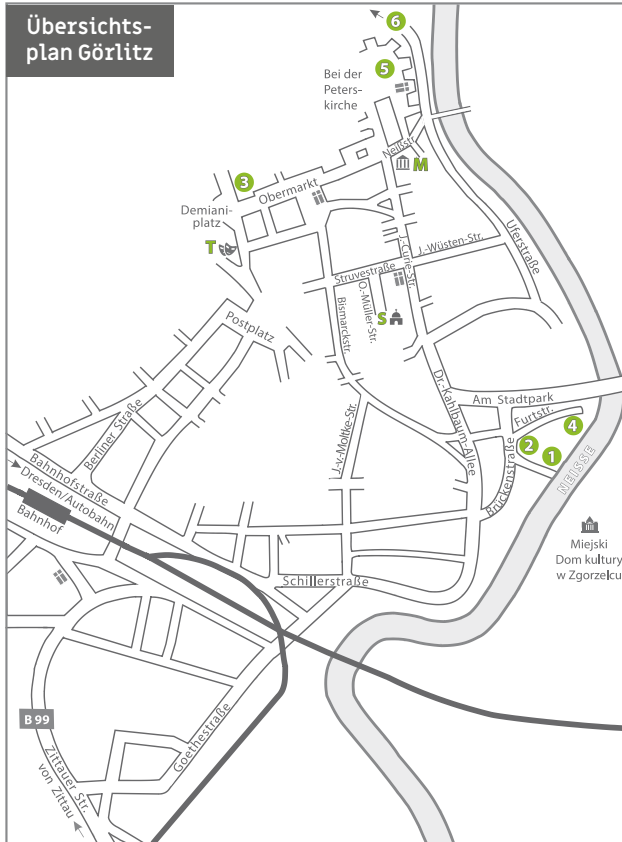 Übersichts-
plan Görlitz
6
5
Bei der
Peters-
kirche
Neißstr.
M
3
Obermarkt
Demiani-
platz
T
J.-Wüsten-Str.
Uferstraße
J.-Curie-Str.
Struvestraße
O.-Müller-Str.
S
Bismarckstr.
Postplatz
Am Stadtpark
Furtstr.
4
2
1
Dr.-Kahlbaum-Allee
Brückenstraße
NEISSE
J.-v.-Moltke-Str.
Berliner Straße
Bahnhofstraße
Dresden/Autobahn
Bahnhof
Miejski
Dom kultury
w Zgorzelcu
Schillerstraße
Goethestraße
B 99
Zittauer Str.
von Zittau